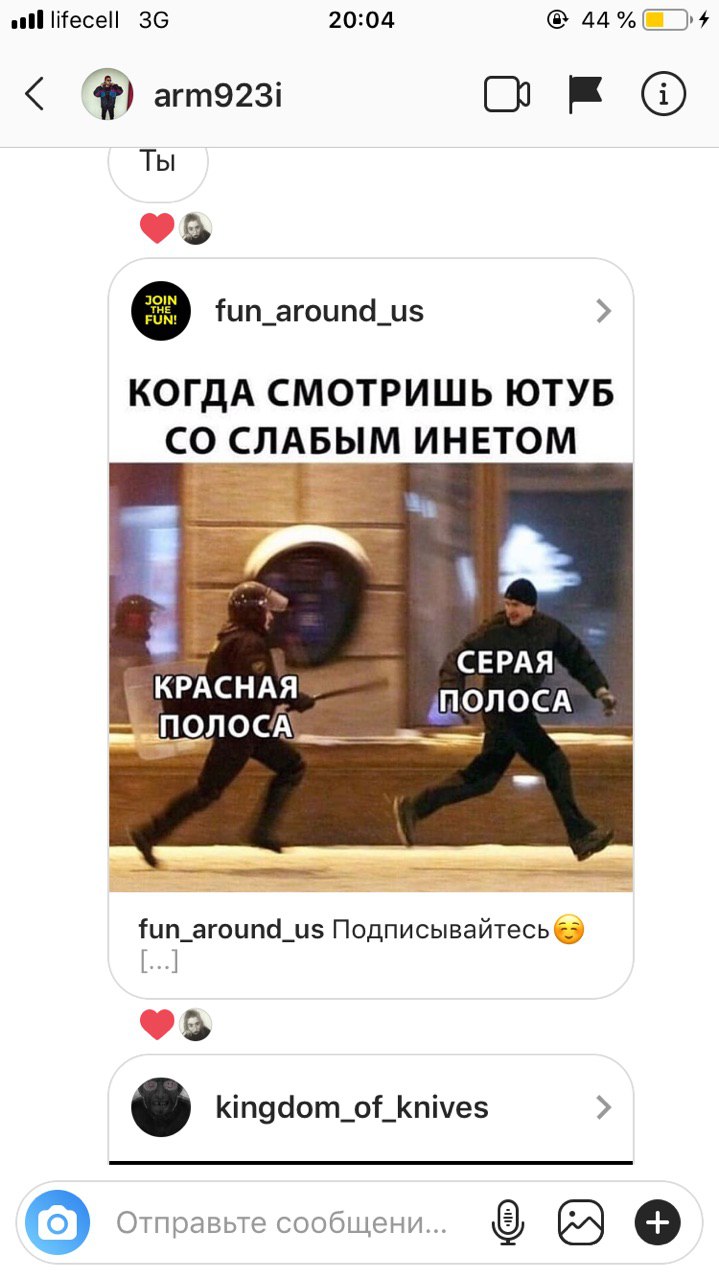 lifecell 3G 20:04 44 %
arm923i
Ты
JOIN
THE
FUN!
fun_around_us
КОГДА СМОТРИШЬ ЮТУБ
СО СЛАБЫМ ИНЕТОМ
СЕРАЯ
ПОЛОСА
КРАСНАЯ
ПОЛОСА
fun_around_us Подписывайтесь☺️
[...]
kingdom_of_knives
Отправьте сообщени...